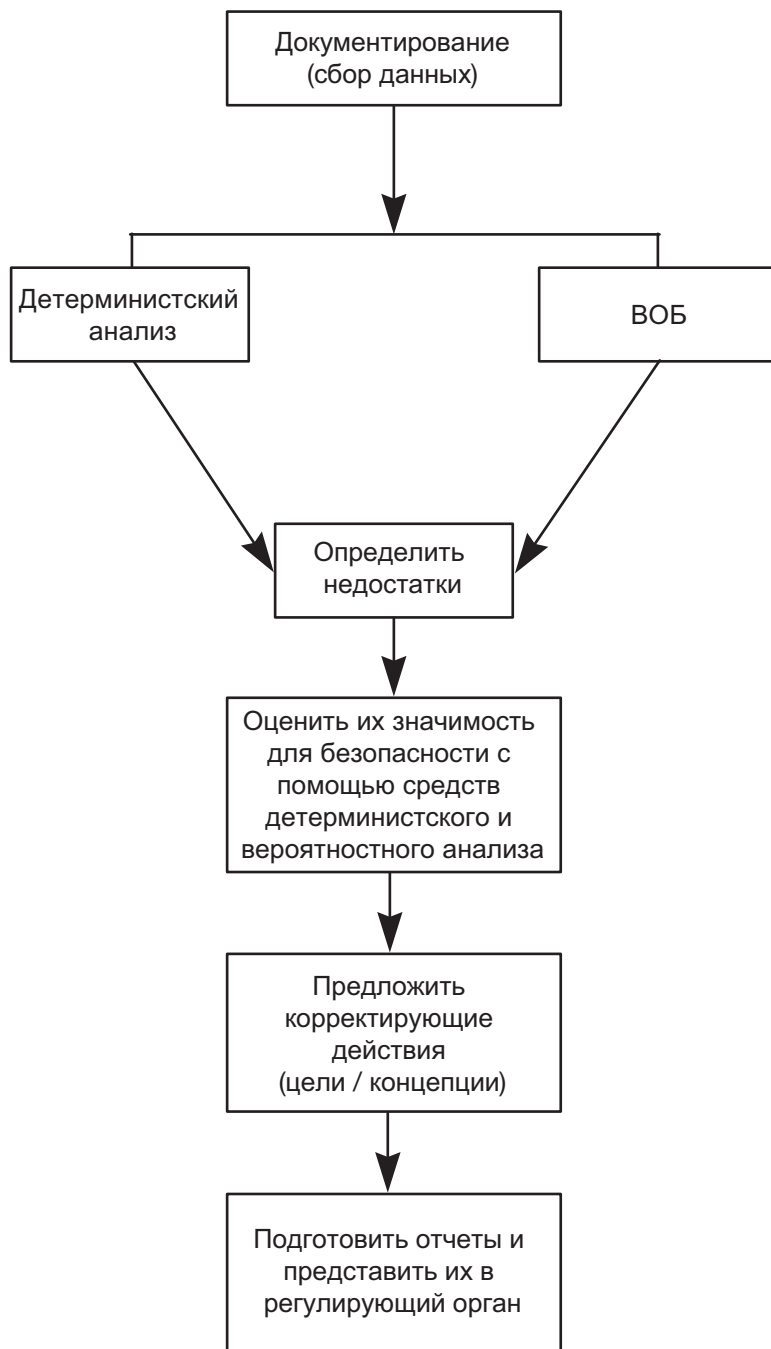 Документирование
(сбор данных)
Детерминистский
анализ
ВОБ
Определить
недостатки
Оценить их значимость
для безопасности с
помощью средств
детерминистского и
вероятностного анализа
Предложить
корректирующие
действия
(цели / концепции)
Подготовить отчеты и
представить их в
регулирующий орган